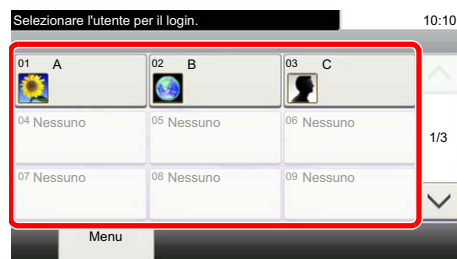 Selezionare l'utente per il login. 10:10
01 A 02 B 03 C
04 Nessuno 05 Nessuno 06 Nessuno
1/3
07 Nessuno 08 Nessuno 09 Nessuno
Menu